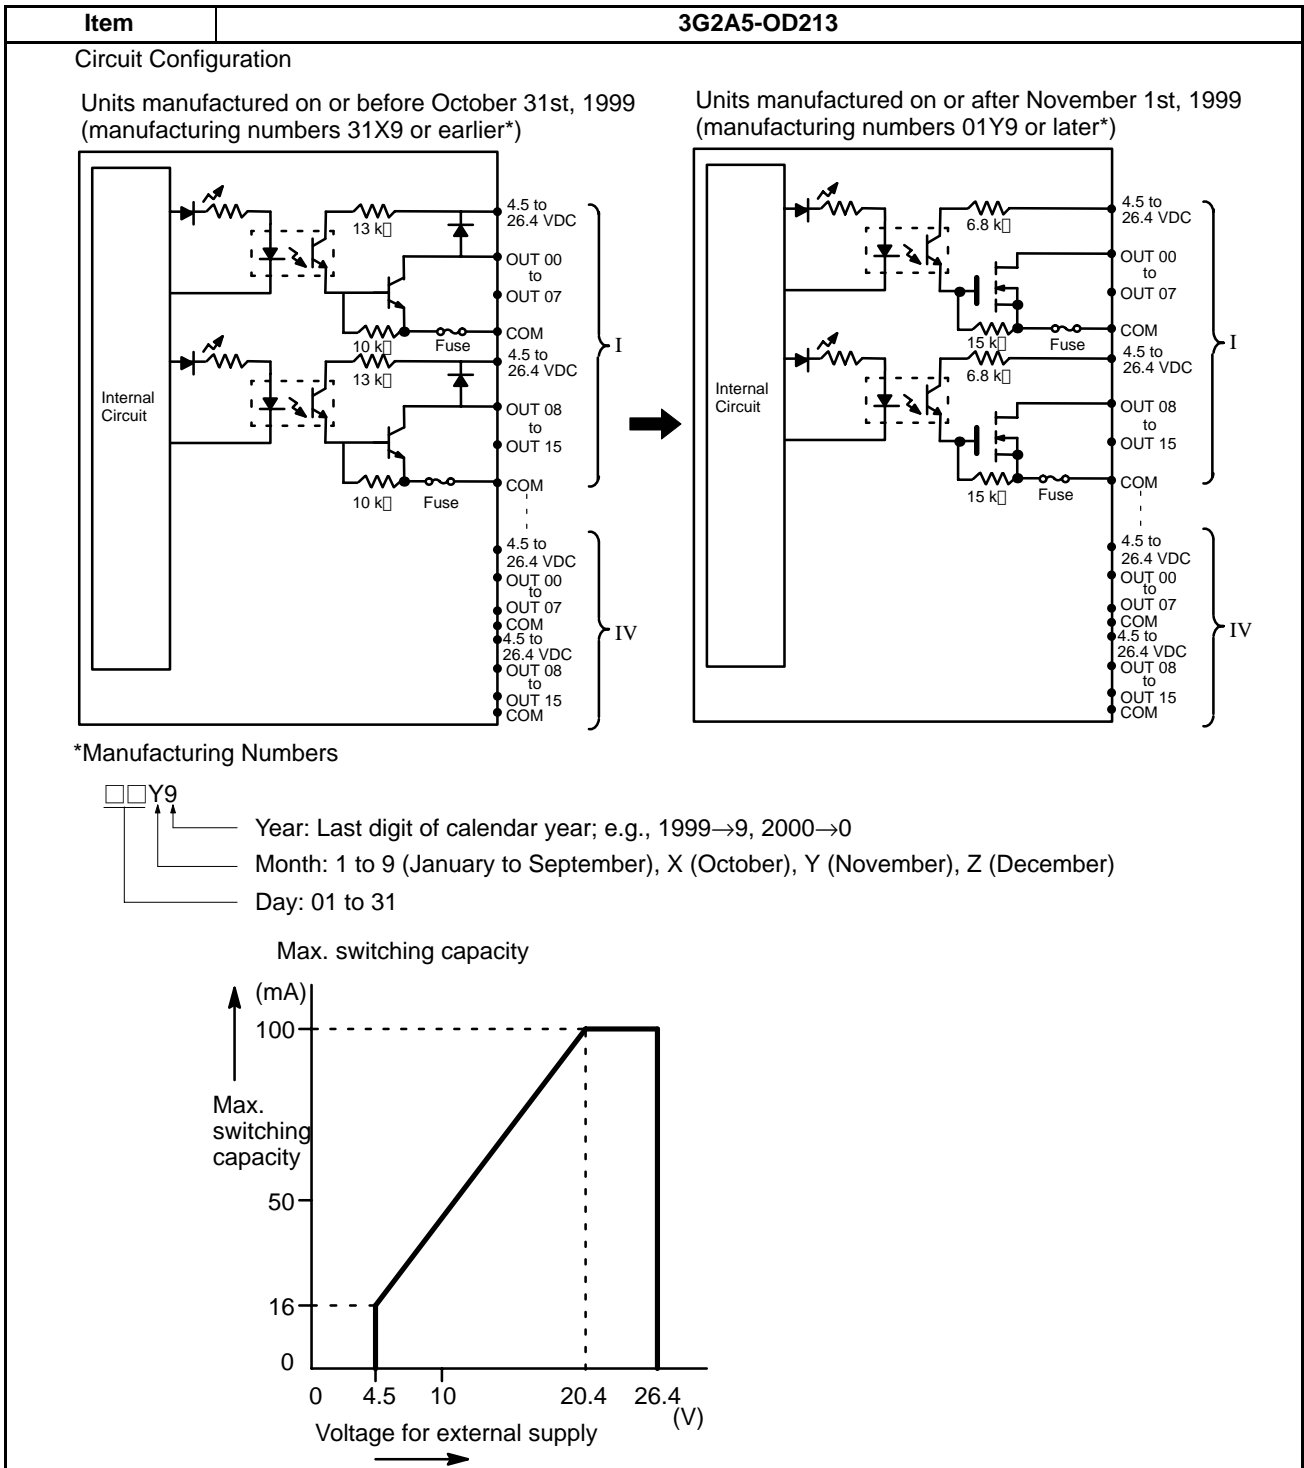 Item 3G2A5-OD213
Circuit Configuration
Units manufactured on or before October 31st, 1999
(manufacturing numbers 31X9 or earlier*)
Internal
Circuit
13 k□
10 k□
Fuse
13 k□
10 k□
Fuse
4.5 to
26.4 VDC
OUT 00
to
OUT 07
COM
4.5 to
26.4 VDC
OUT 08
to
OUT 15
COM
I
4.5 to
26.4 VDC
OUT 00
to
OUT 07
COM
4.5 to
26.4 VDC
OUT 08
to
OUT 15
COM
IV
Units manufactured on or after November 1st, 1999
(manufacturing numbers 01Y9 or later*)
Internal
Circuit
6.8 k□
15 k□
Fuse
6.8 k□
15 k□
Fuse
4.5 to
26.4 VDC
OUT 00
to
OUT 07
COM
4.5 to
26.4 VDC
OUT 08
to
OUT 15
COM
I
4.5 to
26.4 VDC
OUT 00
to
OUT 07
COM
4.5 to
26.4 VDC
OUT 08
to
OUT 15
COM
IV
*Manufacturing Numbers
□□Y9
Year: Last digit of calendar year; e.g., 1999→9, 2000→0
Month: 1 to 9 (January to September), X (October), Y (November), Z (December)
Day: 01 to 31
Max. switching capacity
(mA)
100
Max.
switching
capacity
50
16
0
0 4.5 10 20.4 26.4
(V)
Voltage for external supply